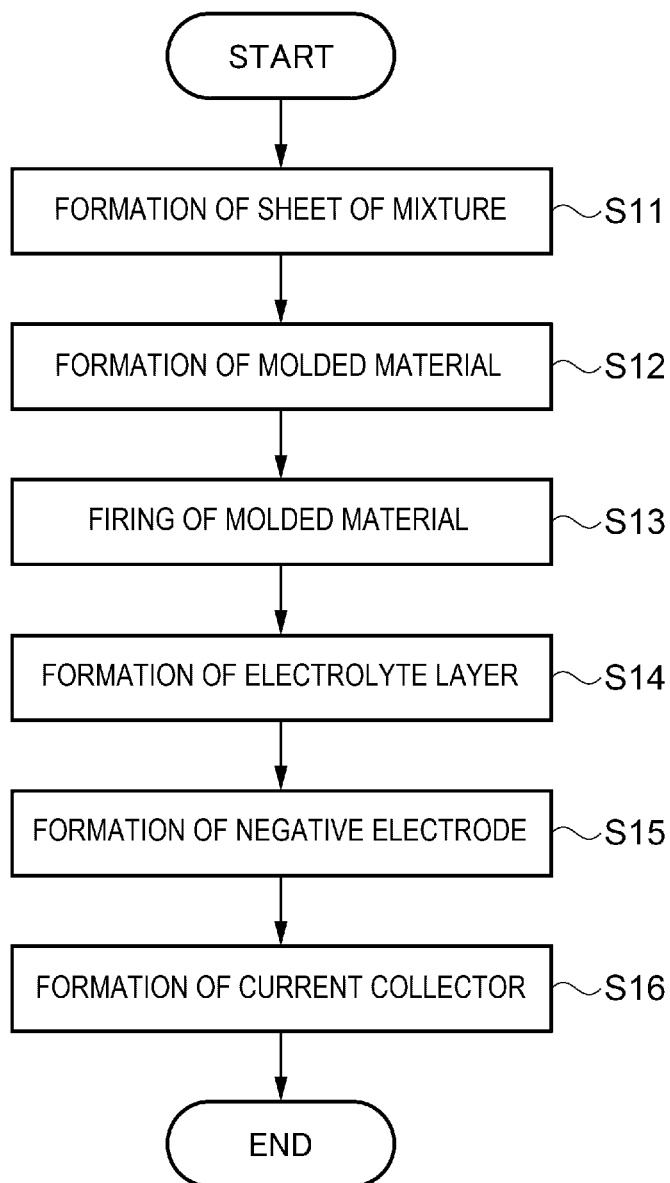 START
FORMATION OF SHEET OF MIXTURE S11
FORMATION OF MOLDED MATERIAL S12
FIRING OF MOLDED MATERIAL S13
FORMATION OF ELECTROLYTE LAYER S14
FORMATION OF NEGATIVE ELECTRODE S15
FORMATION OF CURRENT COLLECTOR S16
END